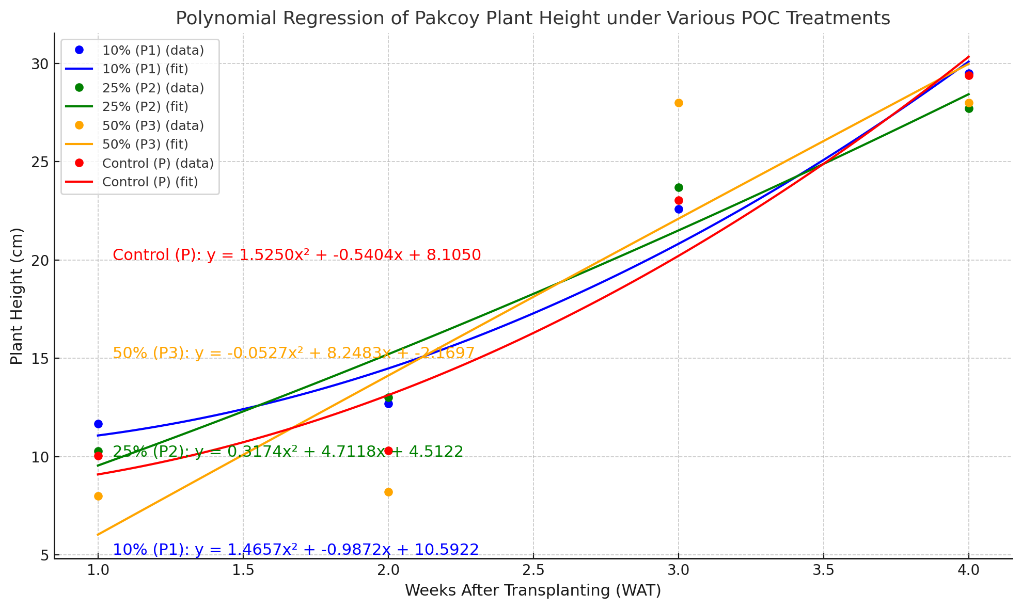 Polynomial Regression of Pakcoy Plant Height under Various POC Treatments
10% (P1) (data)
10% (P1) (fit)
25% (P2) (data)
25% (P2) (fit)
50% (P3) (data)
50% (P3) (fit)
Control (P) (data)
Control (P) (fit)
Control (P): y = 1.5250x² + -0.5404x + 8.1050
50% (P3): y = -0.0527x² + 8.2483x + -2.1697
25% (P2): y = 0.3174x² + 4.7118x + 4.5122
10% (P1): y = 1.4657x² + -0.9872x + 10.5922
Plant Height (cm)
30
25
20
15
10
5
1.0 1.5 2.0 2.5 3.0 3.5 4.0
Weeks After Transplanting (WAT)